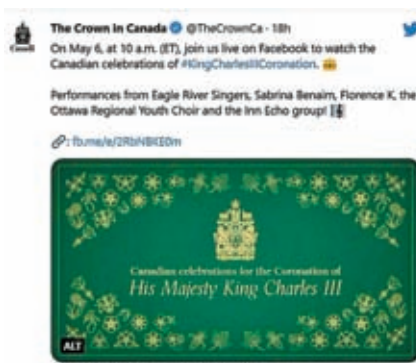 The Crown in Canada @TheCrownCa · 18h
On May 6, at 10 a.m. (ET), join us live on Facebook to watch the
Canadian celebrations of #KingCharlesIIICoronation.
Performances from Eagle River Singers, Sabrina Benaim, Florence K, the
Ottawa Regional Youth Choir and the Inn Echo group!
Canadian celebrations for the Coronation of
His Majesty King Charles III
ALT